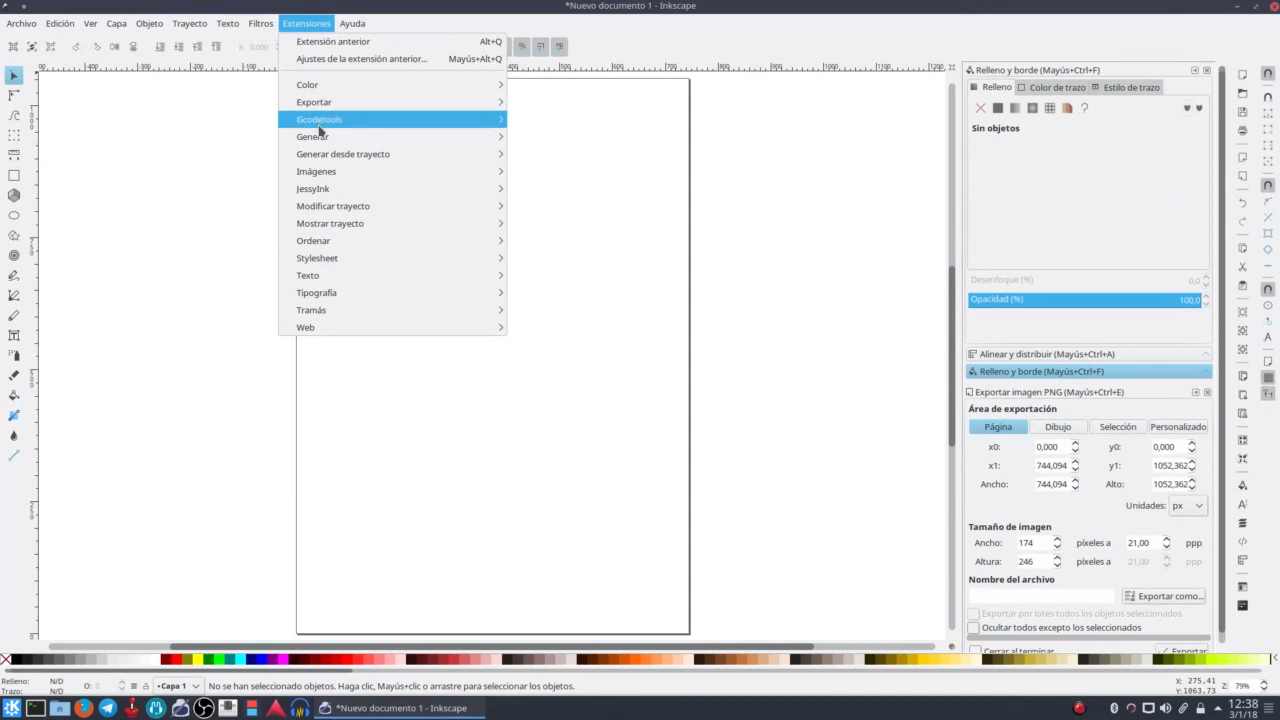 *Nuevo documento 1 - Inkscape
Archivo Edición Ver Capa Objeto Trayecto Texto Filtros Extensiones Ayuda
Extensión anterior Alt+Q
Ajustes de la extensión anterior... Mayús+Alt+Q
Color
Exportar
Gcodetools
Generar
Generar desde trayecto
Imágenes
JessyInk
Modificar trayecto
Mostrar trayecto
Ordenar
Stylesheet
Texto
Tipografía
Tramás
Web
X: 0,000
Relleno y borde (Mayús+Ctrl+F)
Relleno Color de trazo Estilo de trazo
Sin objetos
Desenfoque (%) 0,0
Opacidad (%) 100,0
Alinear y distribuir (Mayús+Ctrl+A)
Relleno y borde (Mayús+Ctrl+F)
Exportar imagen PNG (Mayús+Ctrl+E)
Área de exportación
Página Dibujo Selección Personalizado
x0: 0,000 y0: 0,000
x1: 744,094 y1: 1052,362
Ancho: 744,094 Alto: 1052,362
Unidades: px
Tamaño de imagen
Ancho: 174 píxeles a 21,00 ppp
Altura: 246 píxeles a 21,00 ppp
Nombre del archivo
Exportar como...
Exportar por lotes todos los objetos seleccionados
Ocultar todos excepto los seleccionados
Cerrar al terminar Exportar
Relleno: N/D
Trazo: N/D
O: 0
•Capa 1
No se han seleccionado objetos. Haga clic, Mayús+clic o arrastre para seleccionar los objetos.
X: 275,41
Y: 1063,73
Z: 79%
*Nuevo documento 1 - Inkscape
12:38
3/1/18